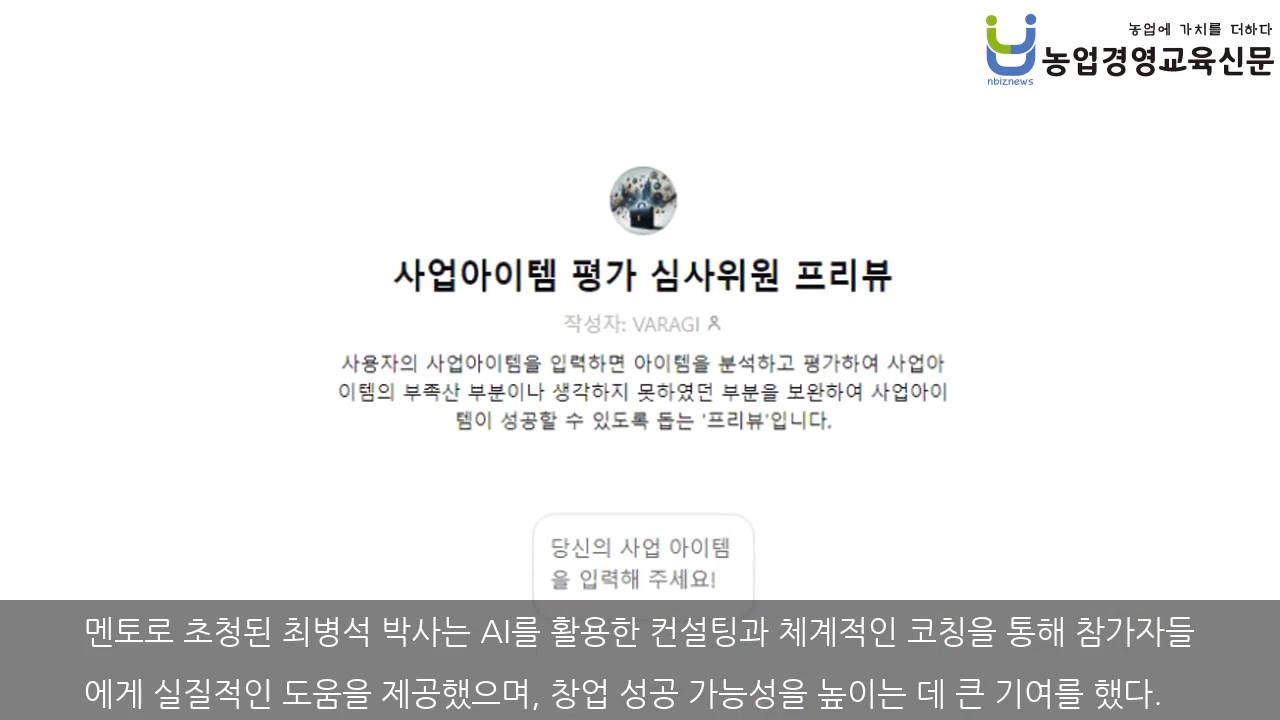 농업에 가치를 더하다
농업경영교육신문
nbiznews
사업아이템 평가 심사위원 프리뷰
작성자: VARAGI
사용자의 사업아이템을 입력하면 아이템을 분석하고 평가하여 사업아
이템의 부족산 부분이나 생각하지 못하였던 부분을 보완하여 사업아이
템이 성공할 수 있도록 돕는 '프리뷰'입니다.
당신의 사업 아이템
을 입력해 주세요!
멘토로 초청된 최병석 박사는 AI를 활용한 컨설팅과 체계적인 코칭을 통해 참가자들
에게 실질적인 도움을 제공했으며, 창업 성공 가능성을 높이는 데 큰 기여를 했다.